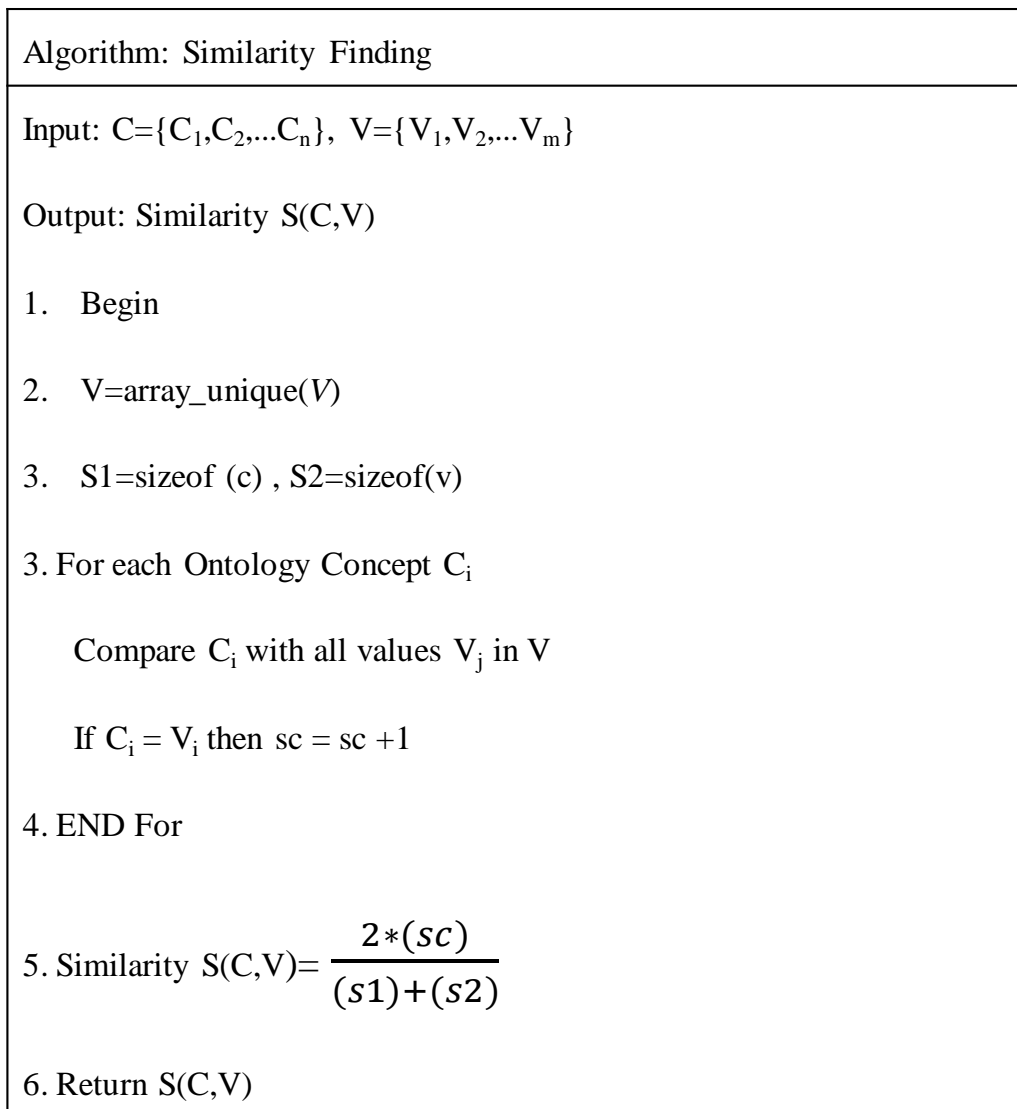 Algorithm: Similarity Finding
Input: C={C₁,C₂,...Cₙ}, V={V₁,V₂,...Vₘ}
Output: Similarity S(C,V)
1. Begin
2. V=array_unique(V)
3. S1=sizeof (c) , S2=sizeof(v)
3. For each Ontology Concept Cᵢ
Compare Cᵢ with all values Vⱼ in V
If Cᵢ = Vᵢ then sc = sc +1
4. END For
5. Similarity S(C,V)= 2*(sc) / (s1)+(s2)
6. Return S(C,V)